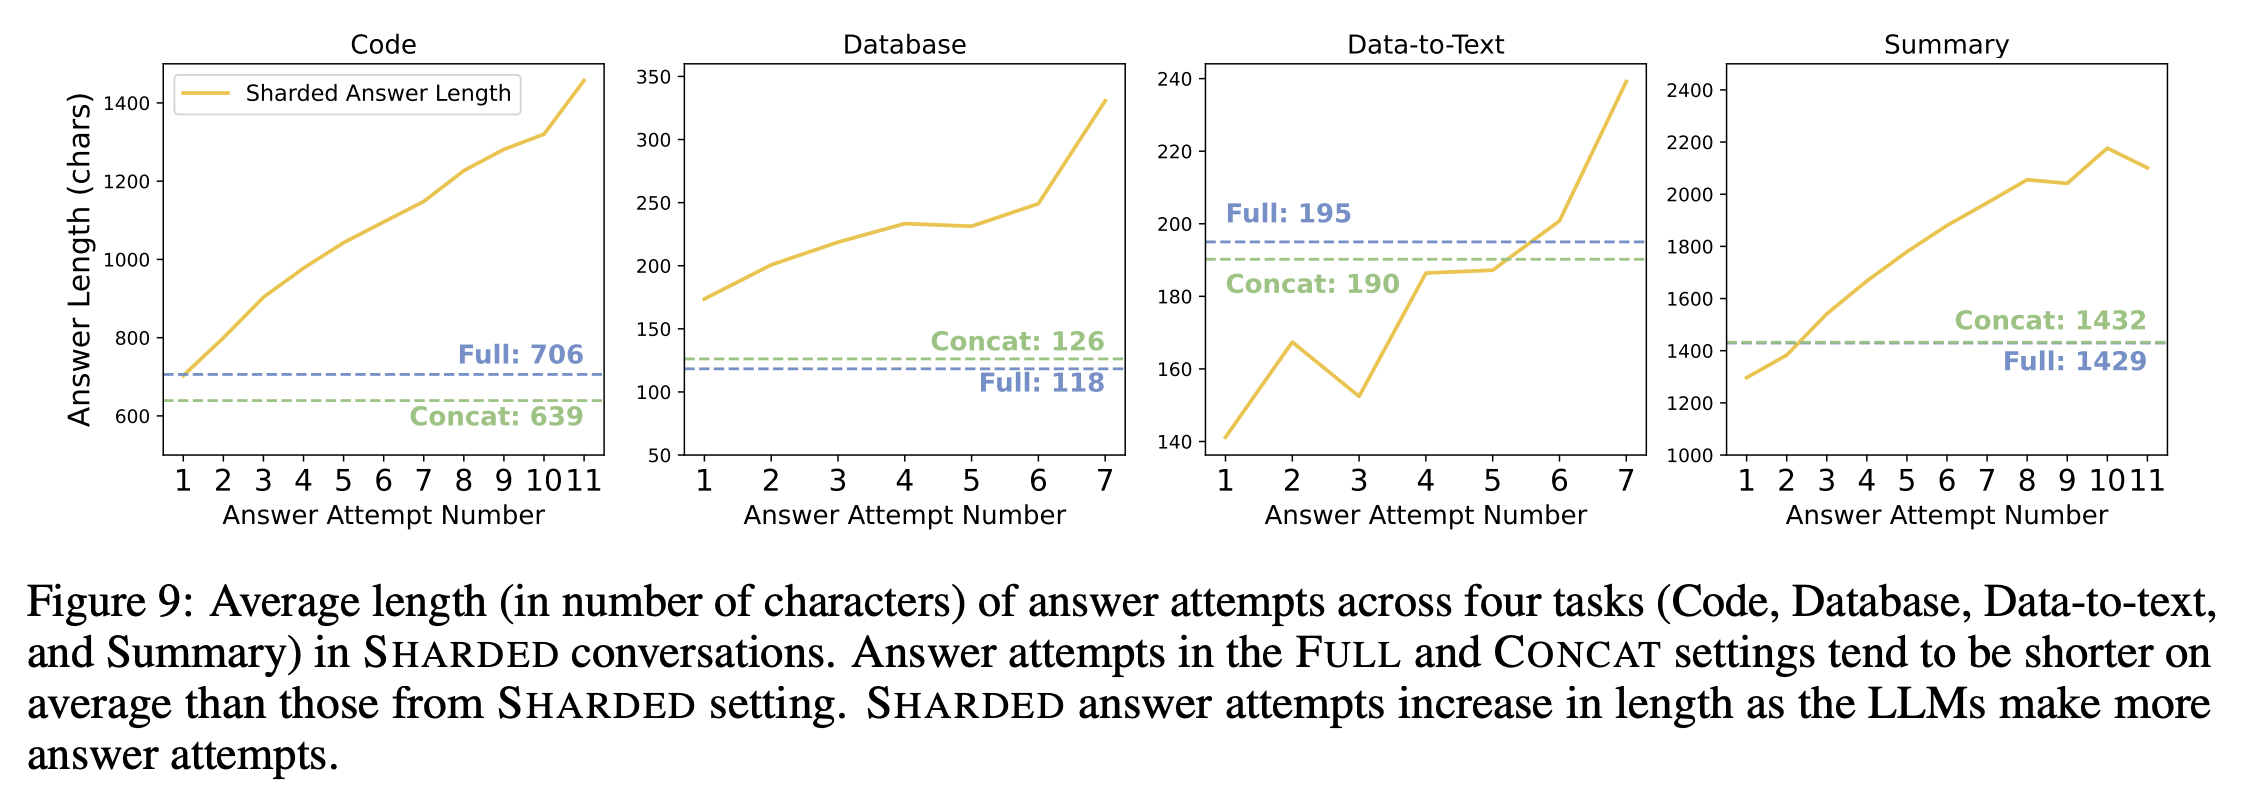 Code
Sharded Answer Length
Answer Length (chars)
1400
1200
1000
800
600
Full: 706
Concat: 639
1 2 3 4 5 6 7 8 9 10 11
Answer Attempt Number
Database
350
300
250
200
150
100
50
Concat: 126
Full: 118
1 2 3 4 5 6 7
Answer Attempt Number
Data-to-Text
240
220
200
180
160
140
Full: 195
Concat: 190
1 2 3 4 5 6 7
Answer Attempt Number
Summary
2400
2200
2000
1800
1600
1400
1200
1000
Concat: 1432
Full: 1429
1 2 3 4 5 6 7 8 9 10 11
Answer Attempt Number
Figure 9: Average length (in number of characters) of answer attempts across four tasks (Code, Database, Data-to-text,
and Summary) in SHARDED conversations. Answer attempts in the FULL and CONCAT settings tend to be shorter on
average than those from SHARDED setting. SHARDED answer attempts increase in length as the LLMs make more
answer attempts.